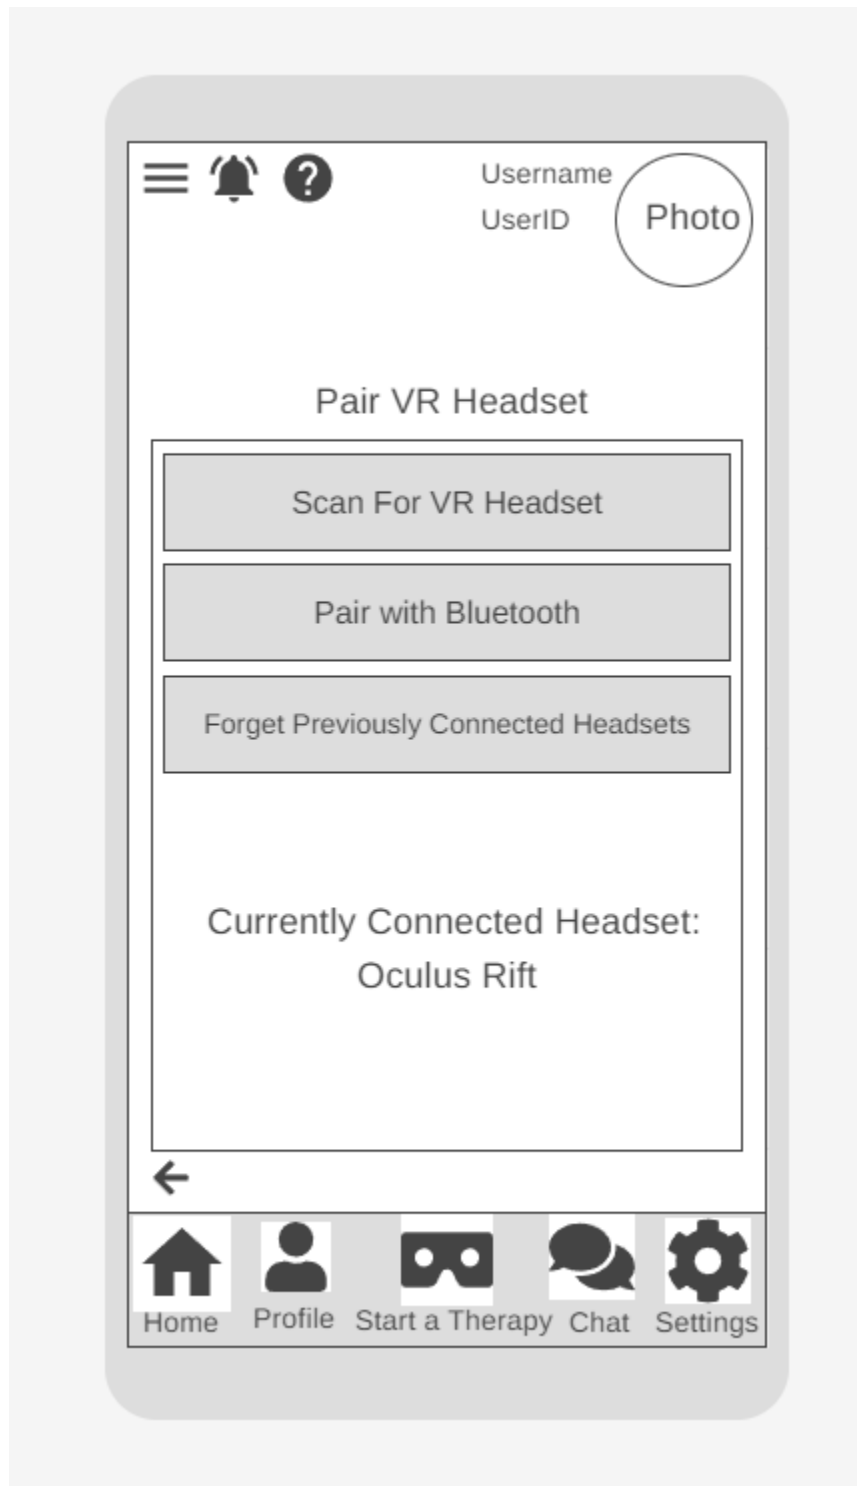 Username
UserID
Photo
Pair VR Headset
Scan For VR Headset
Pair with Bluetooth
Forget Previously Connected Headsets
Currently Connected Headset:
Oculus Rift
Home
Profile
Start a Therapy
Chat
Settings